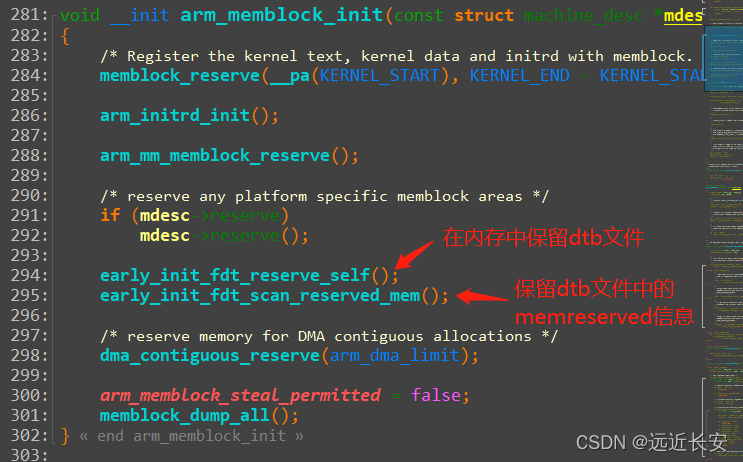 281: void __init arm_memblock_init(const struct machine_desc *mdes
282: {
283: /* Register the kernel text, kernel data and initrd with memblock.
284: memblock_reserve(__pa(KERNEL_START), KERNEL_END - KERNEL_STA
285:
286: arm_initrd_init();
287:
288: arm_mm_memblock_reserve();
289:
290: /* reserve any platform specific memblock areas */
291: if (mdesc->reserve)
292: mdesc->reserve();
293:
在内存中保留dtb文件
294: early_init_fdt_reserve_self();
295: early_init_fdt_scan_reserved_mem();
保留dtb文件中的
memreserved信息
296:
297: /* reserve memory for DMA contiguous allocations */
298: dma_contiguous_reserve(arm_dma_limit);
299:
300: arm_memblock_steal_permitted = false;
301: memblock_dump_all();
302: } « end arm_memblock_init »
303:
CSDN @远近长安